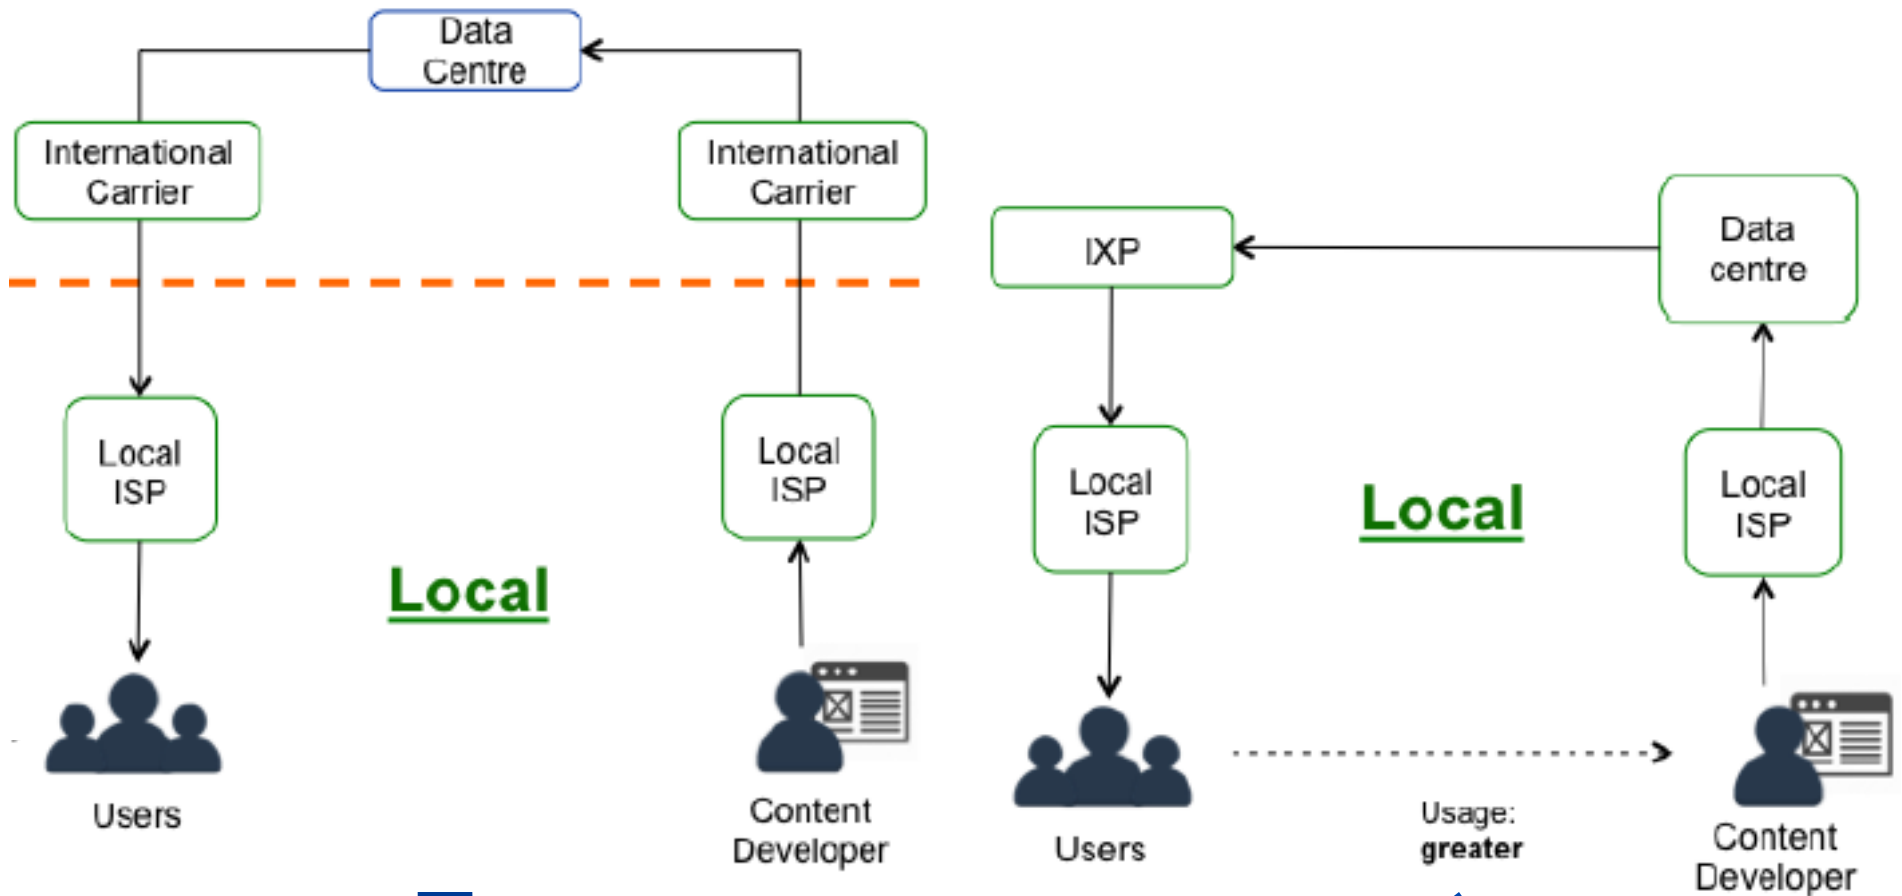 Data
Centre
International
Carrier
International
Carrier
Local
ISP
Local
ISP
Local
Users
Content
Developer
IXP
Data
centre
Local
ISP
Local
Local
ISP
Users
Usage:
greater
Content
Developer